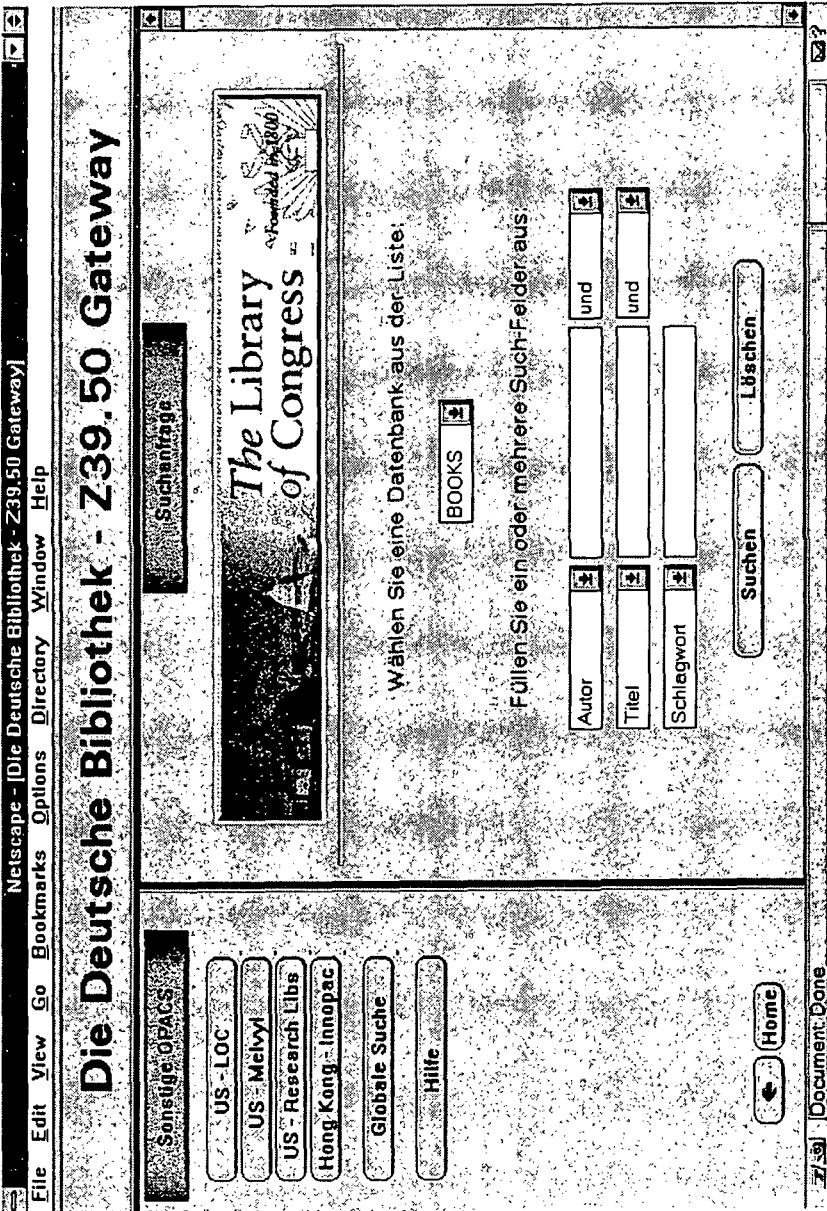 Netscape - [Die Deutsche Bibliothek - Z39.50 Gateway]
File Edit View Go Bookmarks Options Directory Window Help
Die Deutsche Bibliothek - Z39.50 Gateway
Sonstige OPACS
US - LOC
US - Melvyl
US - Research Libs
Hong Kong - Innopac
Globale Suche
Hilfe
Home
Suchanfrage
The Library
of Congress
Founded in 1800
Wählen Sie eine Datenbank aus der Liste:
BOOKS
Füllen Sie ein oder mehrere Such-Felder aus:
Autor und
Titel und
Schlagwort
Suchen Löschen
Document: Done